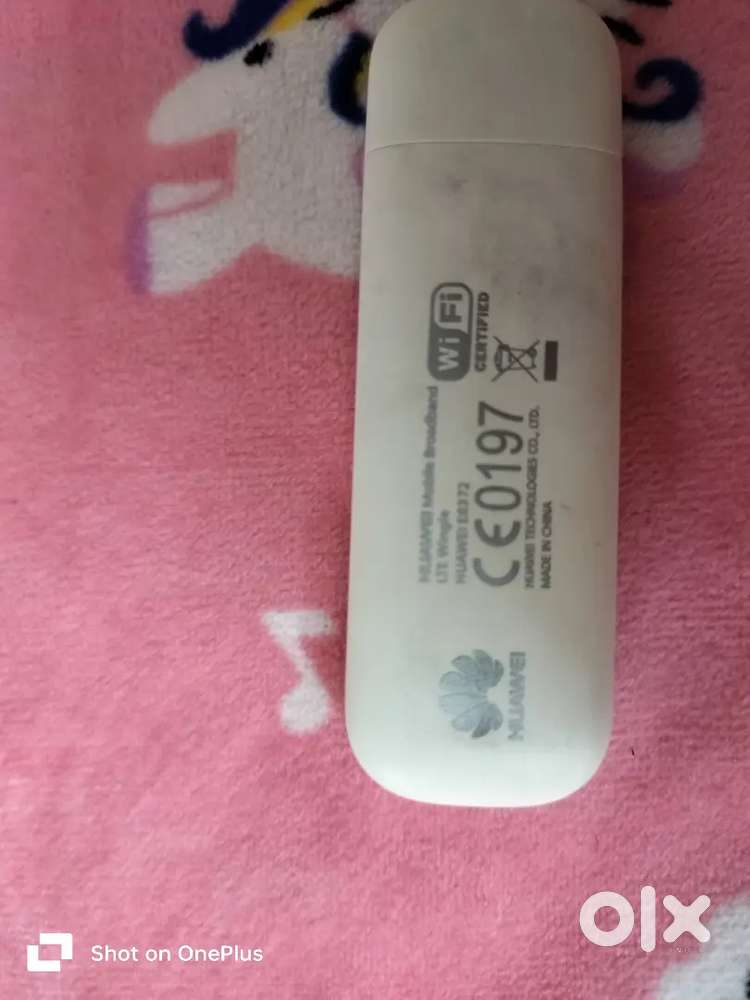 HUAWEI Mobile Broadband
LTE Wingle
HUAWEI E8372
Wi Fi
CERTIFIED
CE0197
HUAWEI TECHNOLOGIES CO., LTD.
MADE IN CHINA
HUAWEI
Shot on OnePlus
olx